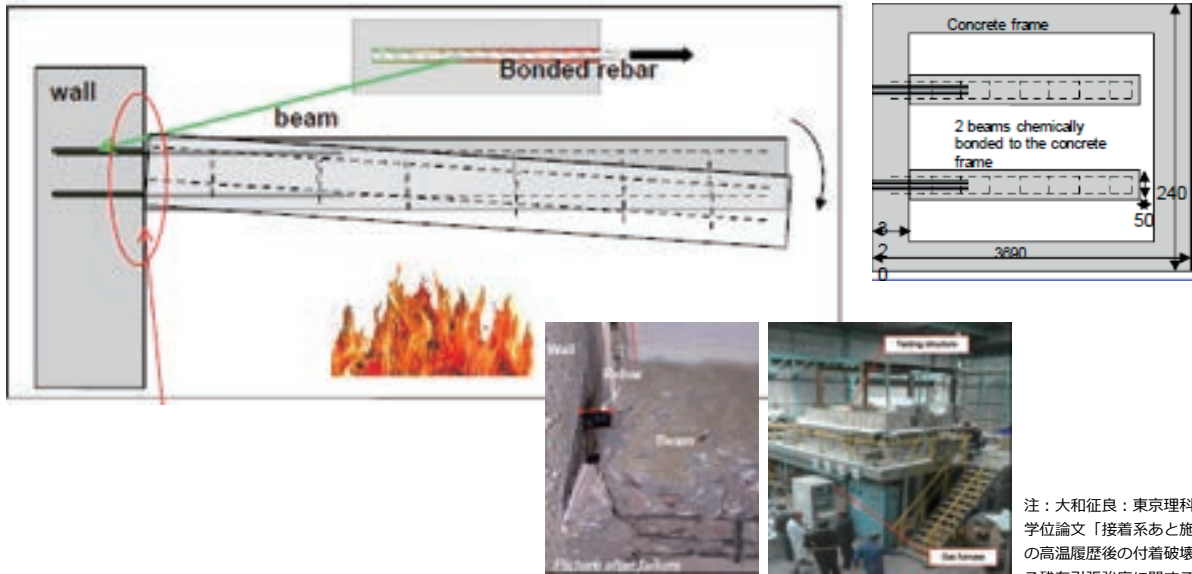 wall
Bonded rebar
beam
Concrete frame
2 beams chemically
bonded to the concrete
frame
240
50
3
2
0
3690
Wall
Rebar
Beam
Picture after failure
Testing structure
Gas furnace
注：大和征良：東京理科
学位論文「接着系あと施
の高温履歴後の付着破壊